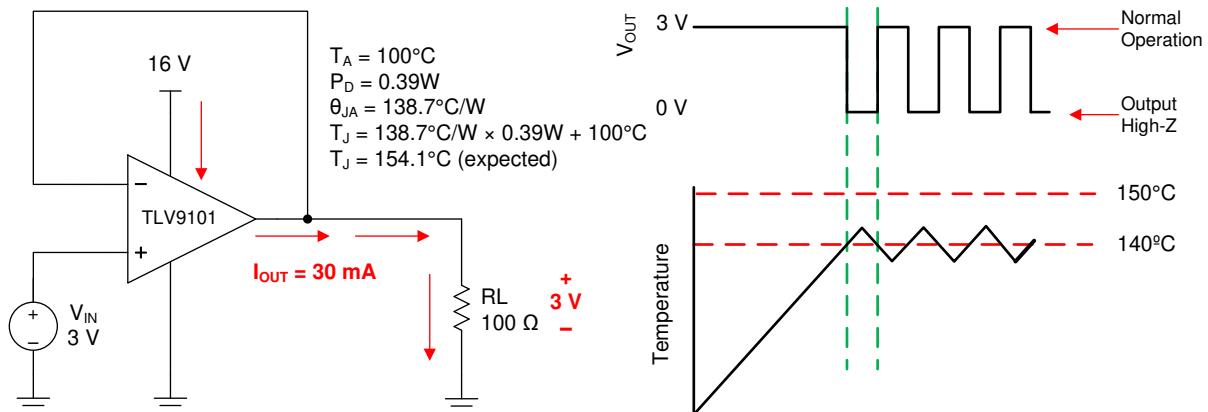 16 V
T_A = 100°C
P_D = 0.39W
θ_JA = 138.7°C/W
T_J = 138.7°C/W × 0.39W + 100°C
T_J = 154.1°C (expected)
−
TLV9101
+
I_OUT = 30 mA
+
−
V_IN
3 V
RL
100 Ω
+
3 V
−
V_OUT
3 V
0 V
Normal
Operation
Output
High-Z
Temperature
150°C
140ºC